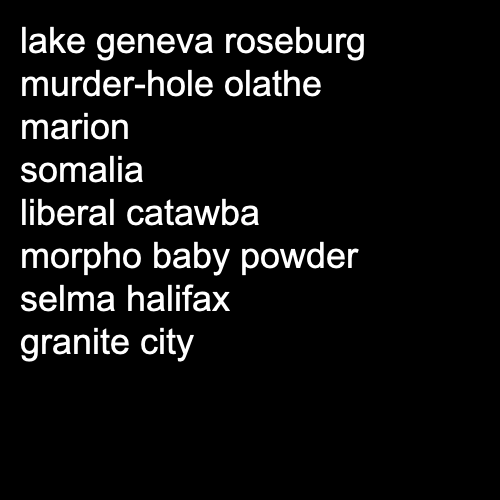 lake geneva roseburg
murder-hole olathe
marion
somalia
liberal catawba
morpho baby powder
selma halifax
granite city